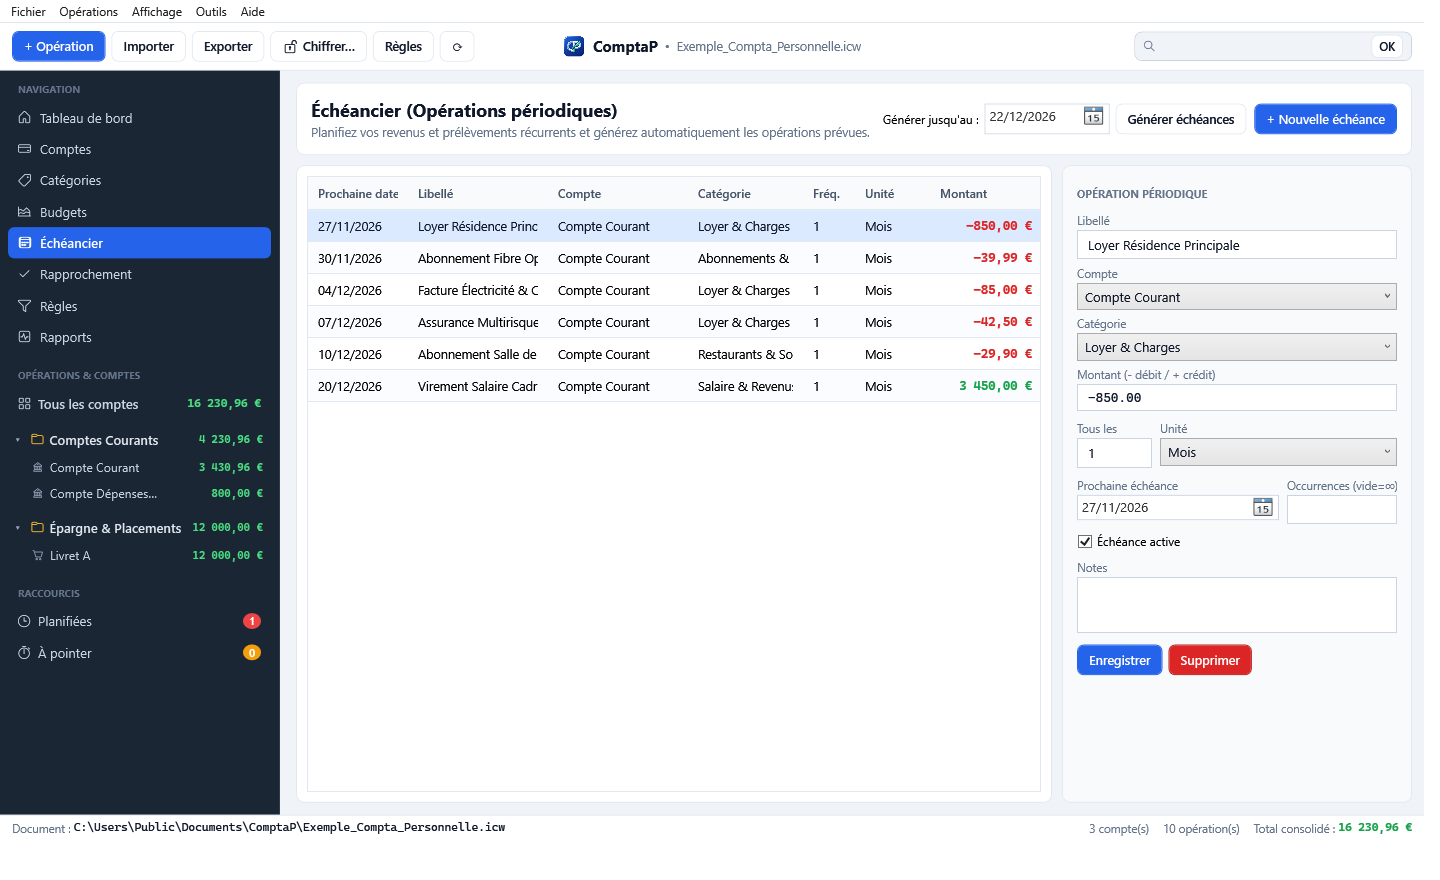 Fichier Opérations Affichage Outils Aide
+ Opération Importer Exporter Chiffrer... Règles ComptaP • Exemple_Compta_Personnelle.icw OK
NAVIGATION
Tableau de bord
Comptes
Catégories
Budgets
Échéancier
Rapprochement
Règles
Rapports
OPÉRATIONS & COMPTES
Tous les comptes 16 230,96 €
Comptes Courants 4 230,96 €
Compte Courant 3 430,96 €
Compte Dépenses... 800,00 €
Épargne & Placements 12 000,00 €
Livret A 12 000,00 €
RACCOURCIS
Planifiées 1
À pointer 0
Échéancier (Opérations périodiques)
Planifiez vos revenus et prélèvements récurrents et générez automatiquement les opérations prévues.
Générer jusqu'au : 22/12/2026 15 Générer échéances + Nouvelle échéance
Prochaine date Libellé Compte Catégorie Fréq. Unité Montant
27/11/2026 Loyer Résidence Princ Compte Courant Loyer & Charges 1 Mois −850,00 €
30/11/2026 Abonnement Fibre Op Compte Courant Abonnements & 1 Mois −39,99 €
04/12/2026 Facture Électricité & C Compte Courant Loyer & Charges 1 Mois −85,00 €
07/12/2026 Assurance Multirisque Compte Courant Loyer & Charges 1 Mois −42,50 €
10/12/2026 Abonnement Salle de Compte Courant Restaurants & So 1 Mois −29,90 €
20/12/2026 Virement Salaire Cadr Compte Courant Salaire & Revenus 1 Mois 3 450,00 €
OPÉRATION PÉRIODIQUE
Libellé
Loyer Résidence Principale
Compte
Compte Courant
Catégorie
Loyer & Charges
Montant (- débit / + crédit)
−850.00
Tous les Unité
1 Mois
Prochaine échéance Occurrences (vide=∞)
27/11/2026 15
Échéance active
Notes
Enregistrer Supprimer
Document : C:\Users\Public\Documents\ComptaP\Exemple_Compta_Personnelle.icw 3 compte(s) 10 opération(s) Total consolidé : 16 230,96 €